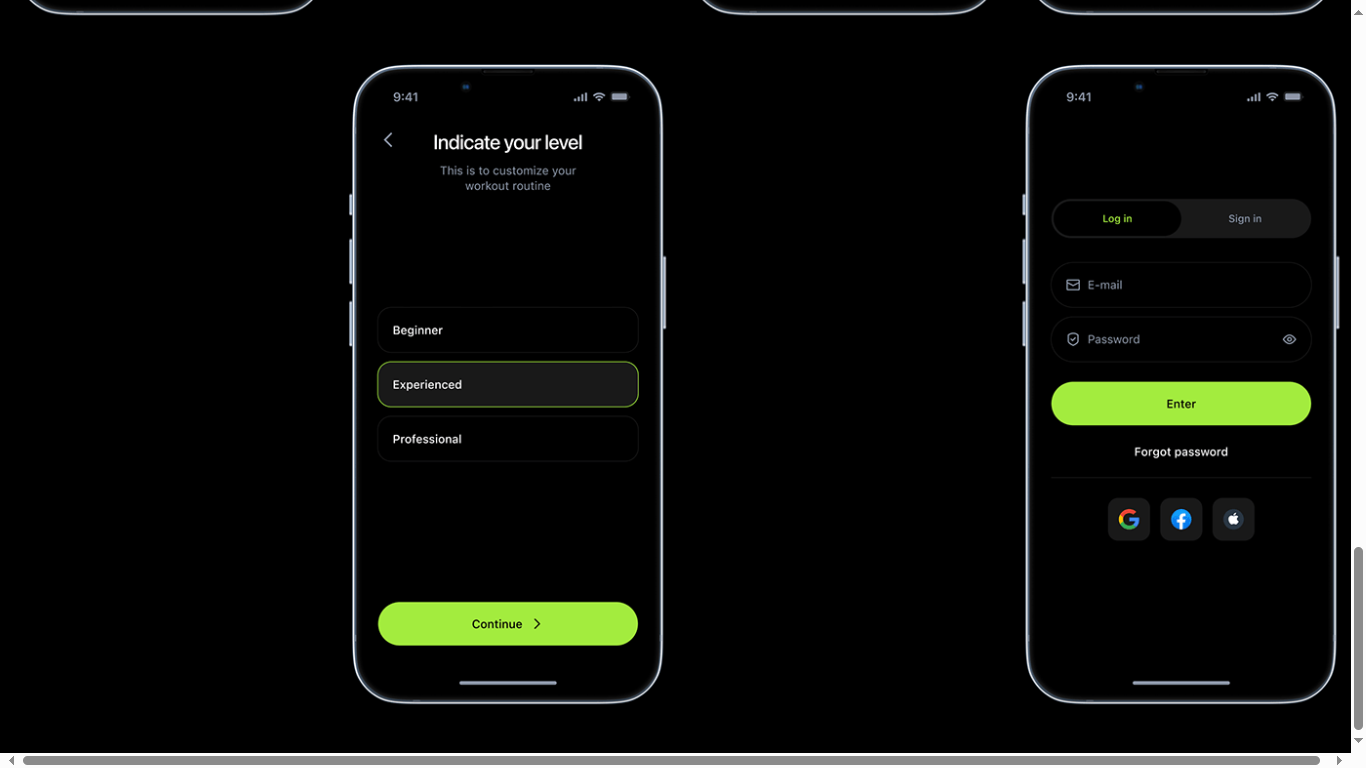 9:41
Indicate your level
This is to customize your
workout routine
Beginner
Experienced
Professional
Continue
9:41
Log in
Sign in
E-mail
Password
Enter
Forgot password